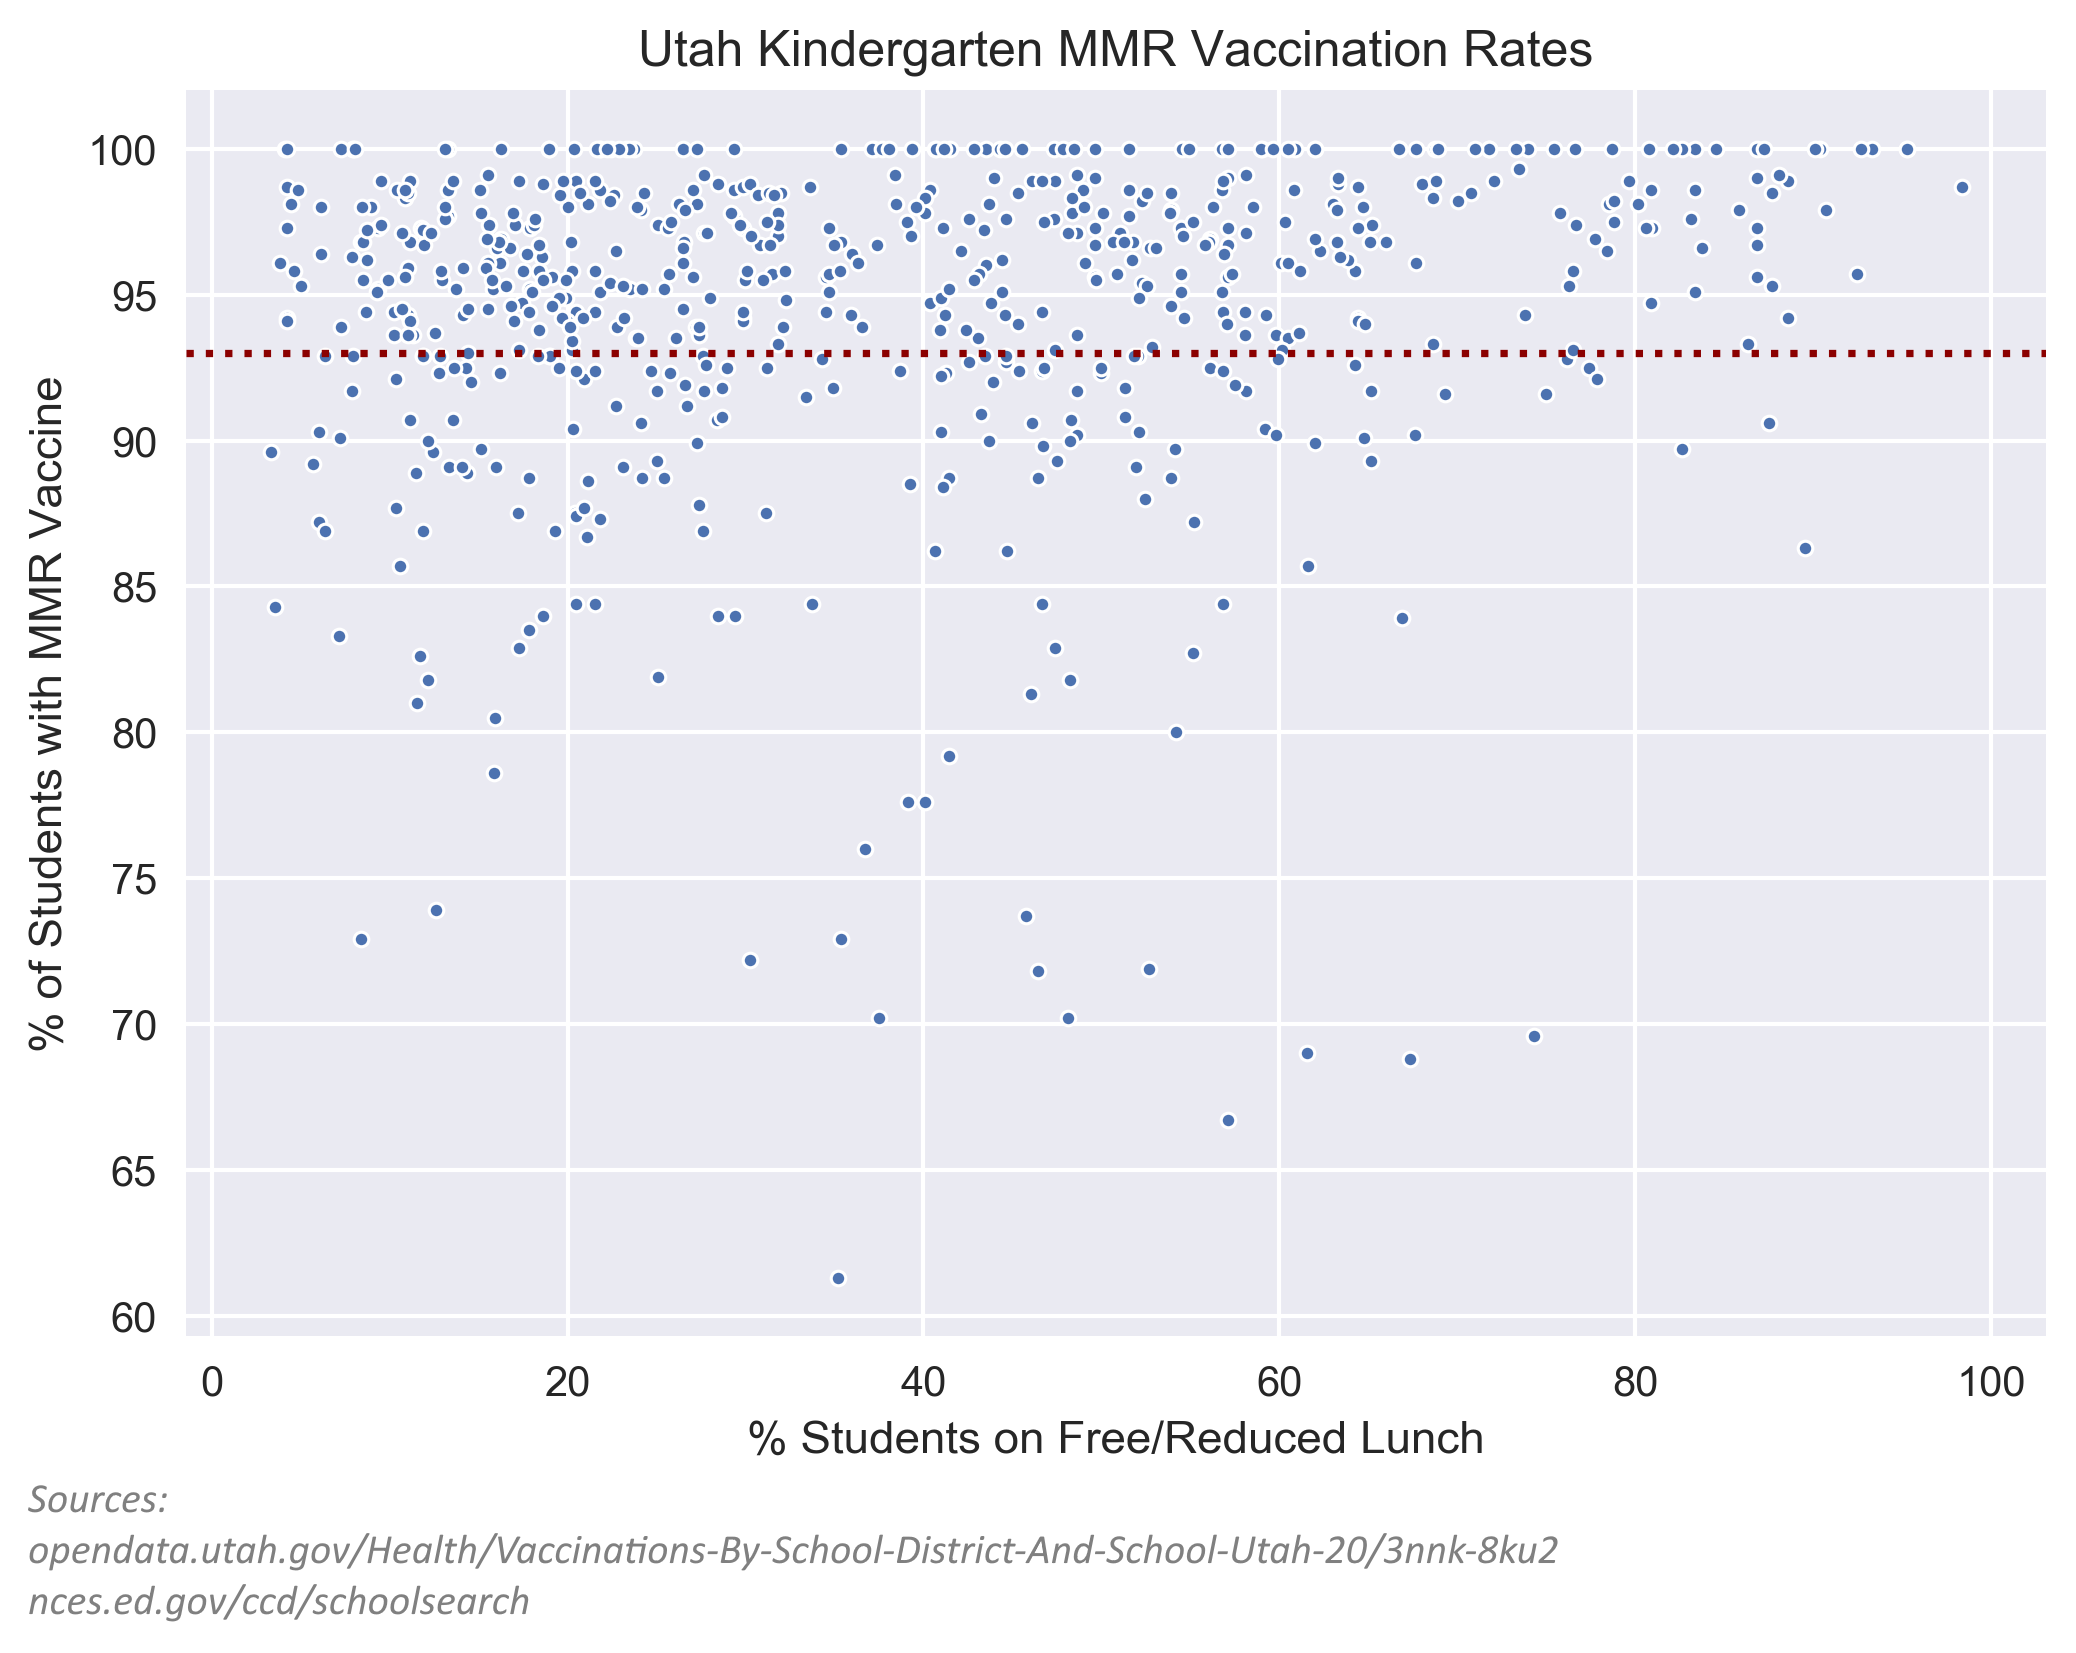 Utah Kindergarten MMR Vaccination Rates
% of Students with MMR Vaccine
100
95
90
85
80
75
70
65
60
0 20 40 60 80 100
% Students on Free/Reduced Lunch
Sources:
opendata.utah.gov/Health/Vaccinations-By-School-District-And-School-Utah-20/3nnk-8ku2
nces.ed.gov/ccd/schoolsearch